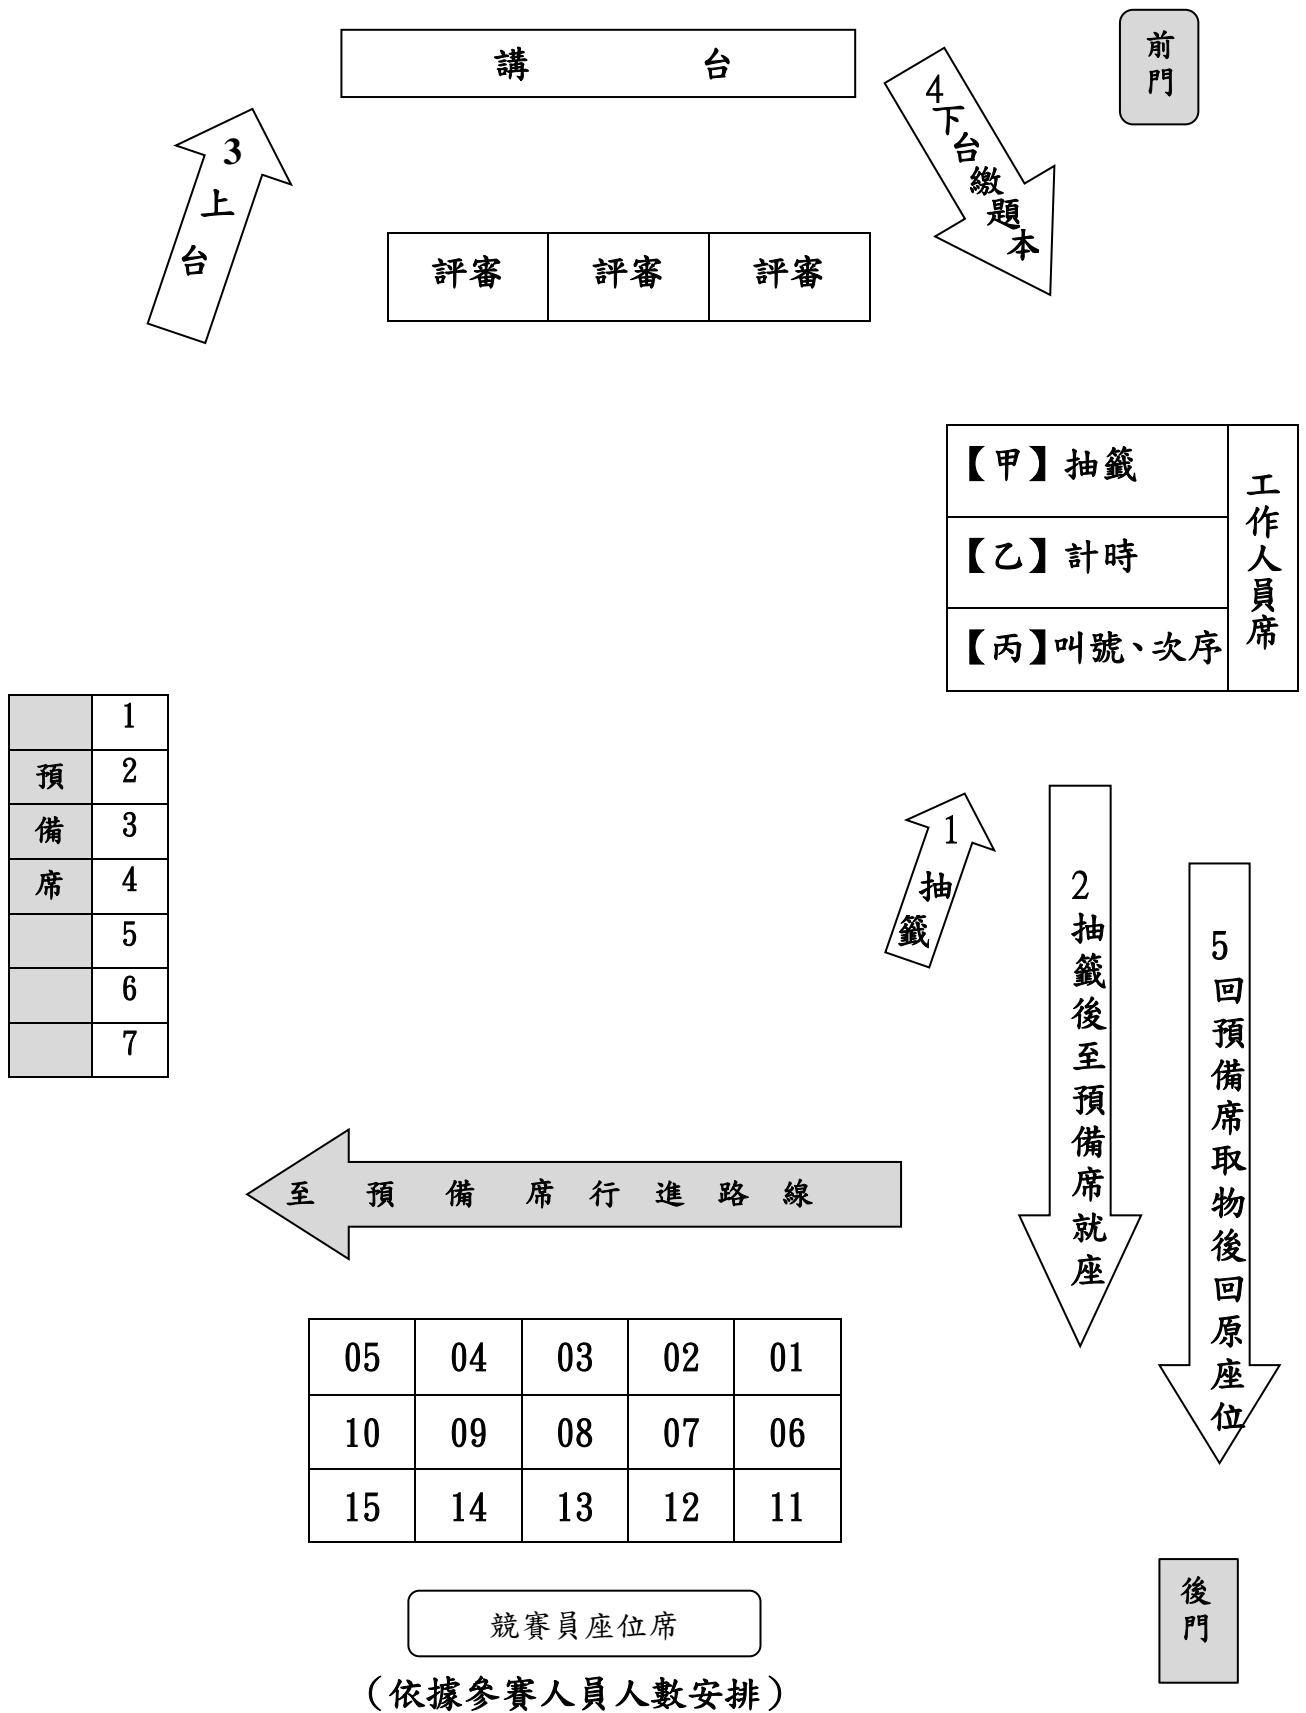 講 台
前門
3上台
4下台繳題本
評審 評審 評審
【甲】抽籤
【乙】計時
【丙】叫號、次序
工作人員席
預備席
1
2
3
4
5
6
7
1抽籤
2抽籤後至預備席就座
5回預備席取物後回原座位
至預備席行進路線
05 04 03 02 01
10 09 08 07 06
15 14 13 12 11
競賽員座位席
（依據參賽人員人數安排）
後門